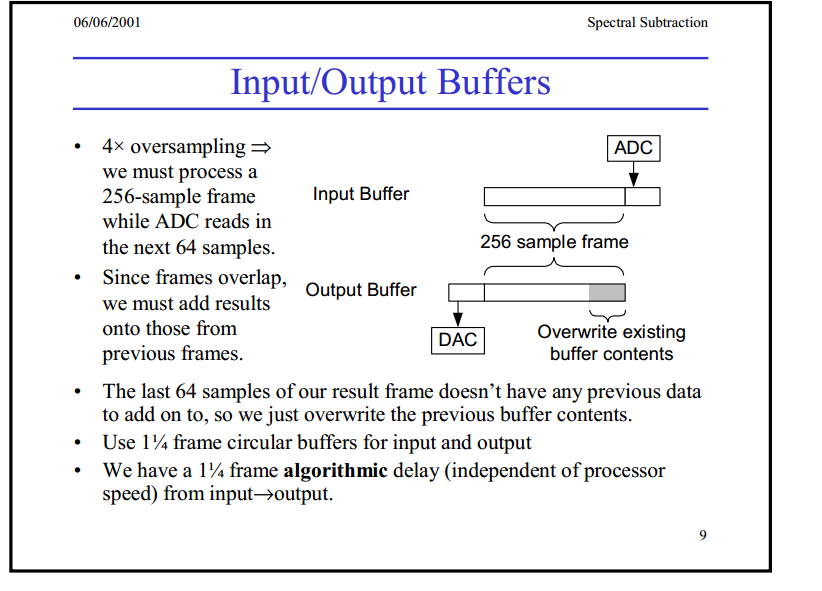 06/06/2001
Spectral Subtraction
Input/Output Buffers
• 4× oversampling ⇒
we must process a
256-sample frame
while ADC reads in
the next 64 samples.
• Since frames overlap,
we must add results
onto those from
previous frames.
ADC
Input Buffer
256 sample frame
Output Buffer
DAC
Overwrite existing
buffer contents
• The last 64 samples of our result frame doesn’t have any previous data
to add on to, so we just overwrite the previous buffer contents.
• Use 1¼ frame circular buffers for input and output
• We have a 1¼ frame algorithmic delay (independent of processor
speed) from input→output.
9